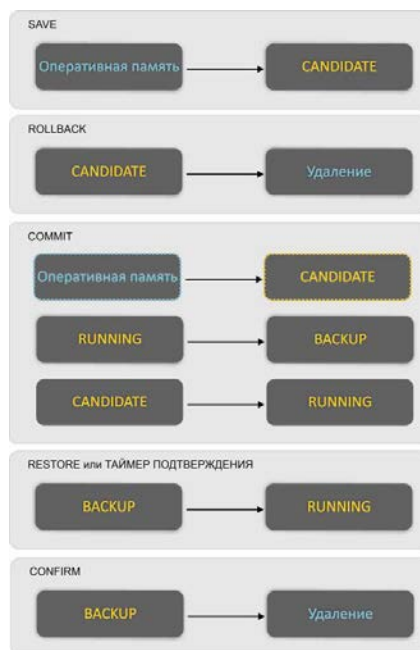 SAVE
Оперативная память CANDIDATE
ROLLBACK
CANDIDATE Удаление
COMMIT
Оперативная память CANDIDATE
RUNNING BACKUP
CANDIDATE RUNNING
RESTORE или ТАЙМЕР ПОДТВЕРЖДЕНИЯ
BACKUP RUNNING
CONFIRM
BACKUP Удаление